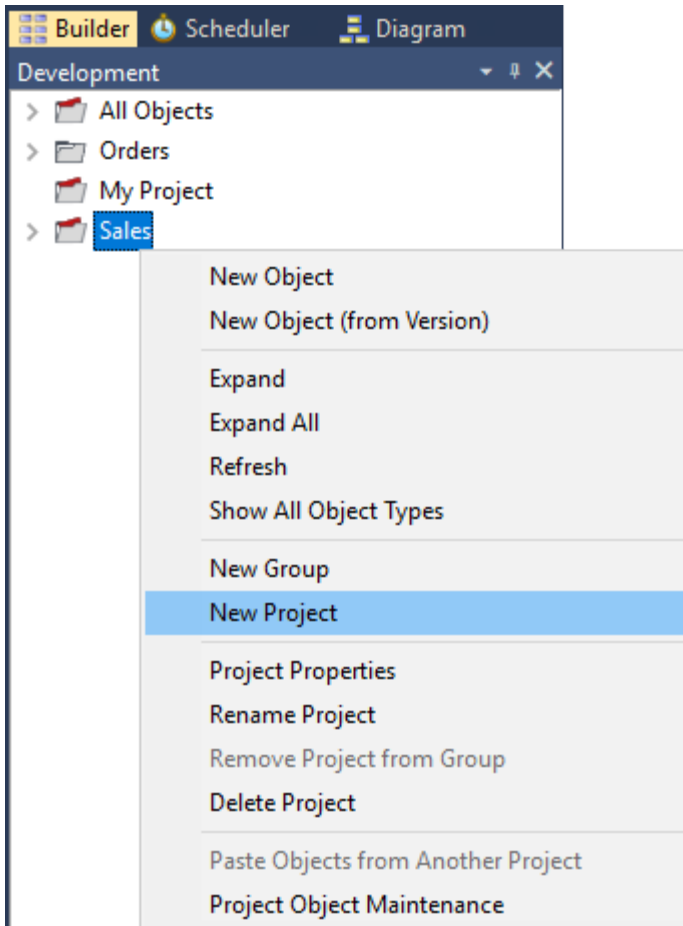 Builder Scheduler Diagram
Development
All Objects
Orders
My Project
Sales
New Object
New Object (from Version)
Expand
Expand All
Refresh
Show All Object Types
New Group
New Project
Project Properties
Rename Project
Remove Project from Group
Delete Project
Paste Objects from Another Project
Project Object Maintenance